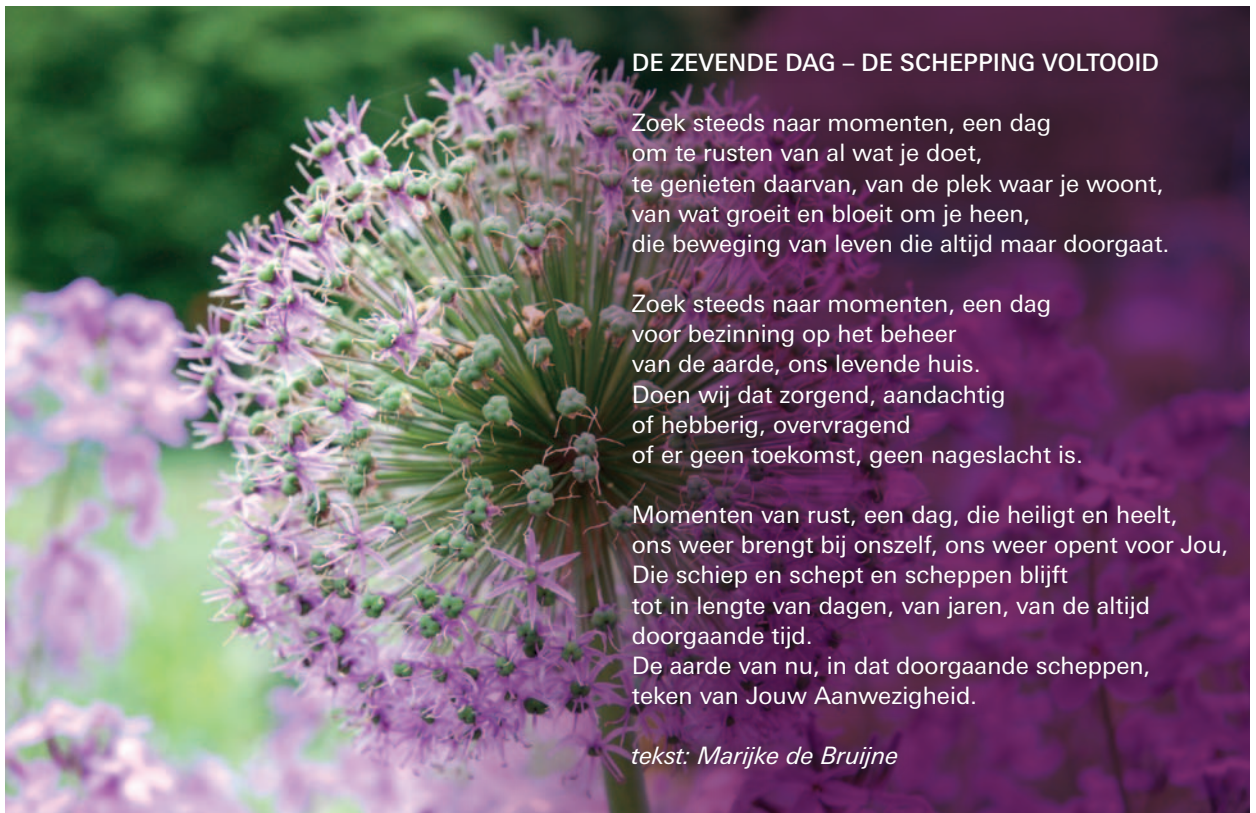 DE ZEVENDE DAG – DE SCHEPPING VOLTOOID
Zoek steeds naar momenten, een dag
om te rusten van al wat je doet,
te genieten daarvan, van de plek waar je woont,
van wat groeit en bloeit om je heen,
die beweging van leven die altijd maar doorgaat.
Zoek steeds naar momenten, een dag
voor bezinning op het beheer
van de aarde, ons levende huis.
Doen wij dat zorgend, aandachtig
of hebberig, overvragend
of er geen toekomst, geen nageslacht is.
Momenten van rust, een dag, die heiligt en heelt,
ons weer brengt bij onszelf, ons weer opent voor Jou,
Die schiep en schept en scheppen blijft
tot in lengte van dagen, van jaren, van de altijd
doorgaande tijd.
De aarde van nu, in dat doorgaande scheppen,
teken van Jouw Aanwezigheid.
tekst: Marijke de Bruijne